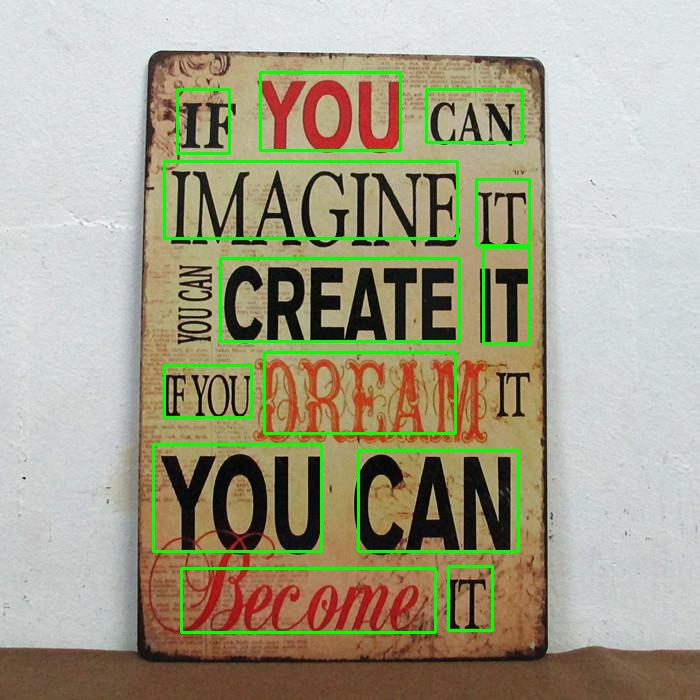 IF YOU CAN
IMAGINE IT
YOU CAN CREATE IT
IF YOU DREAM IT
YOU CAN
Become IT